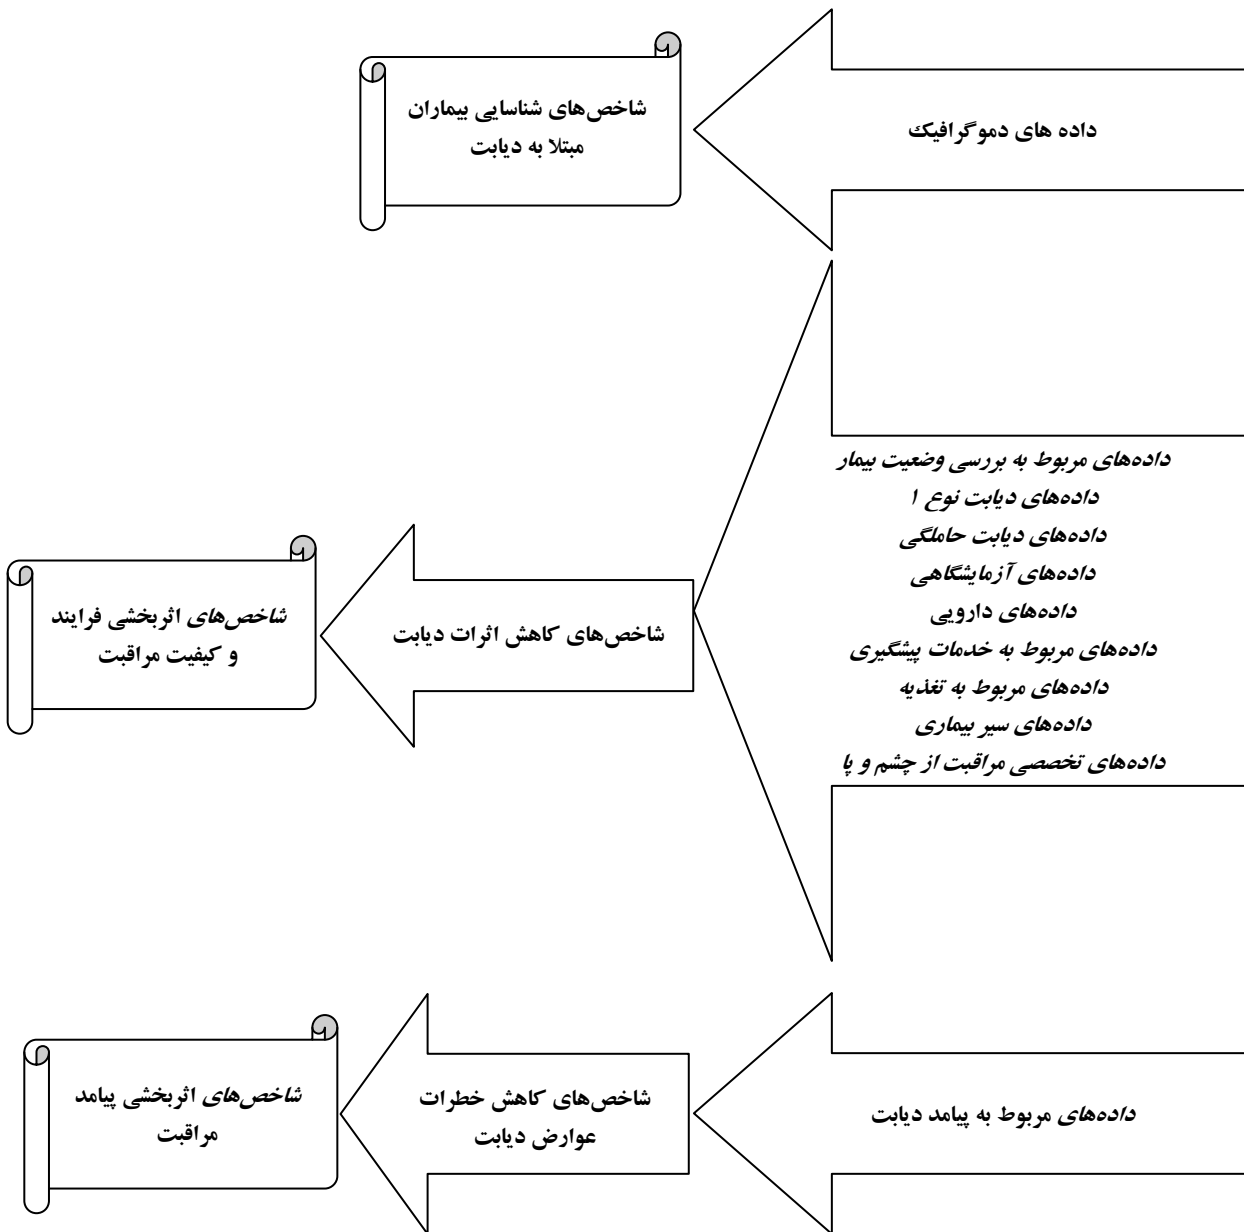 داده های دموگرافیک
شاخص‌های شناسایی بیماران
مبتلا به دیابت
داده‌های مربوط به بررسی وضعیت بیمار
داده‌های دیابت نوع ۱
داده‌های دیابت حاملگی
داده‌های آزمایشگاهی
داده‌های دارویی
داده‌های مربوط به خدمات پیشگیری
داده‌های مربوط به تغذیه
داده‌های سیر بیماری
داده‌های تخصصی مراقبت از چشم و پا
شاخص‌های کاهش اثرات دیابت
شاخص‌های اثربخشی فرایند
و کیفیت مراقبت
داده‌های مربوط به پیامد دیابت
شاخص‌های کاهش خطرات
عوارض دیابت
شاخص‌های اثربخشی پیامد
مراقبت